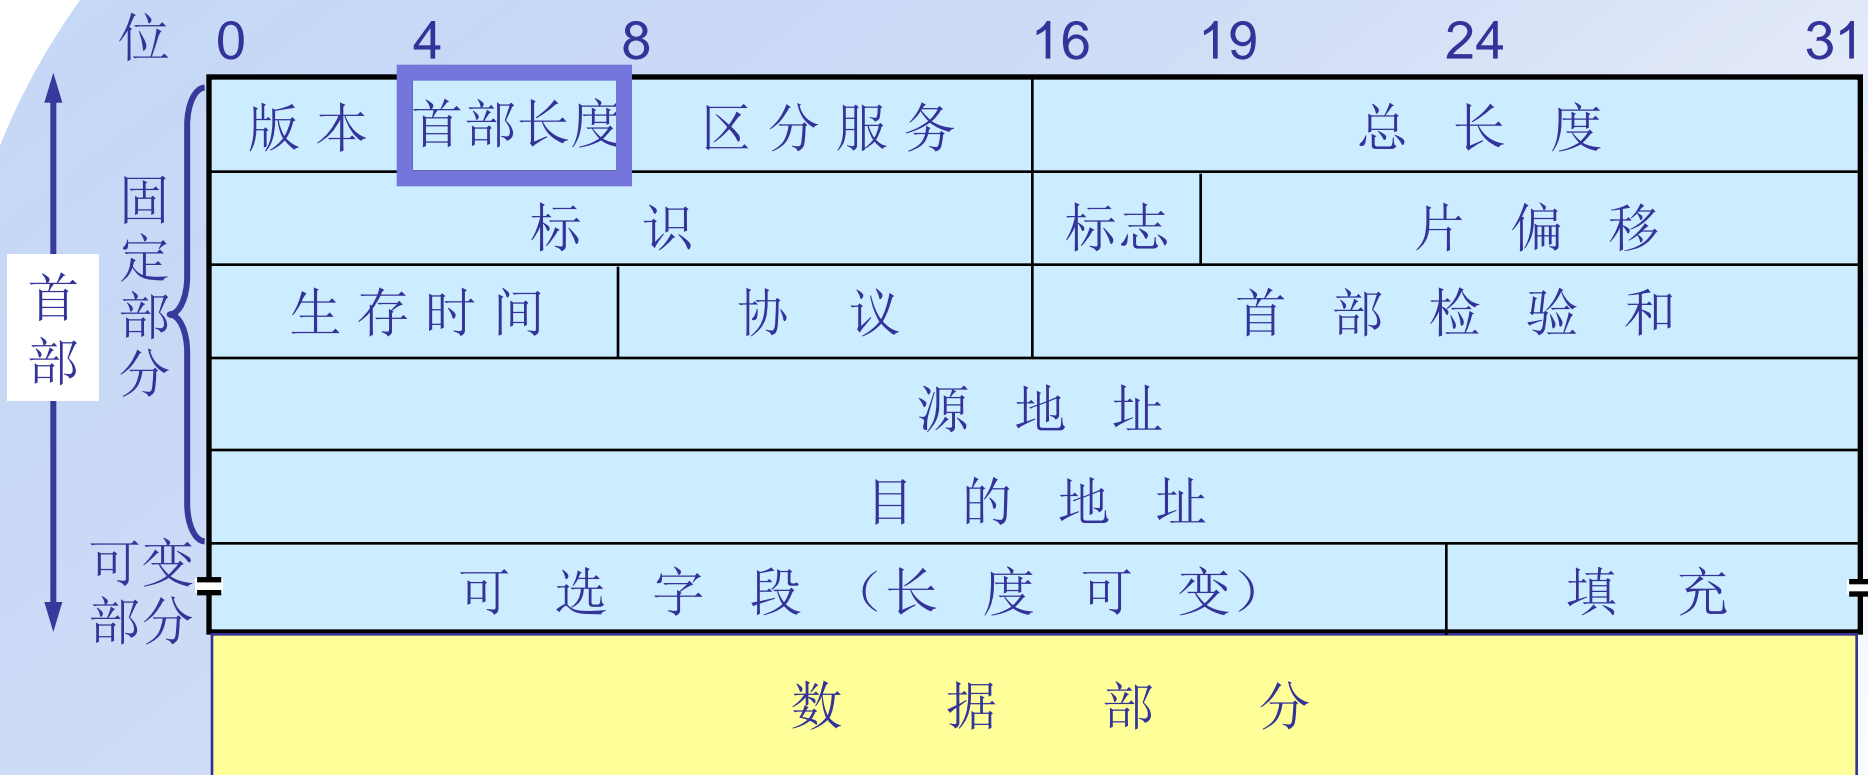 位 0 4 8 16 19 24 31
版本 首部长度 区分服务 总长度
标识 标志 片偏移
生存时间 协议 首部检验和
源地址
目的地址
可选字段（长度可变） 填充
数据部分
首部
固定部分
可变
部分